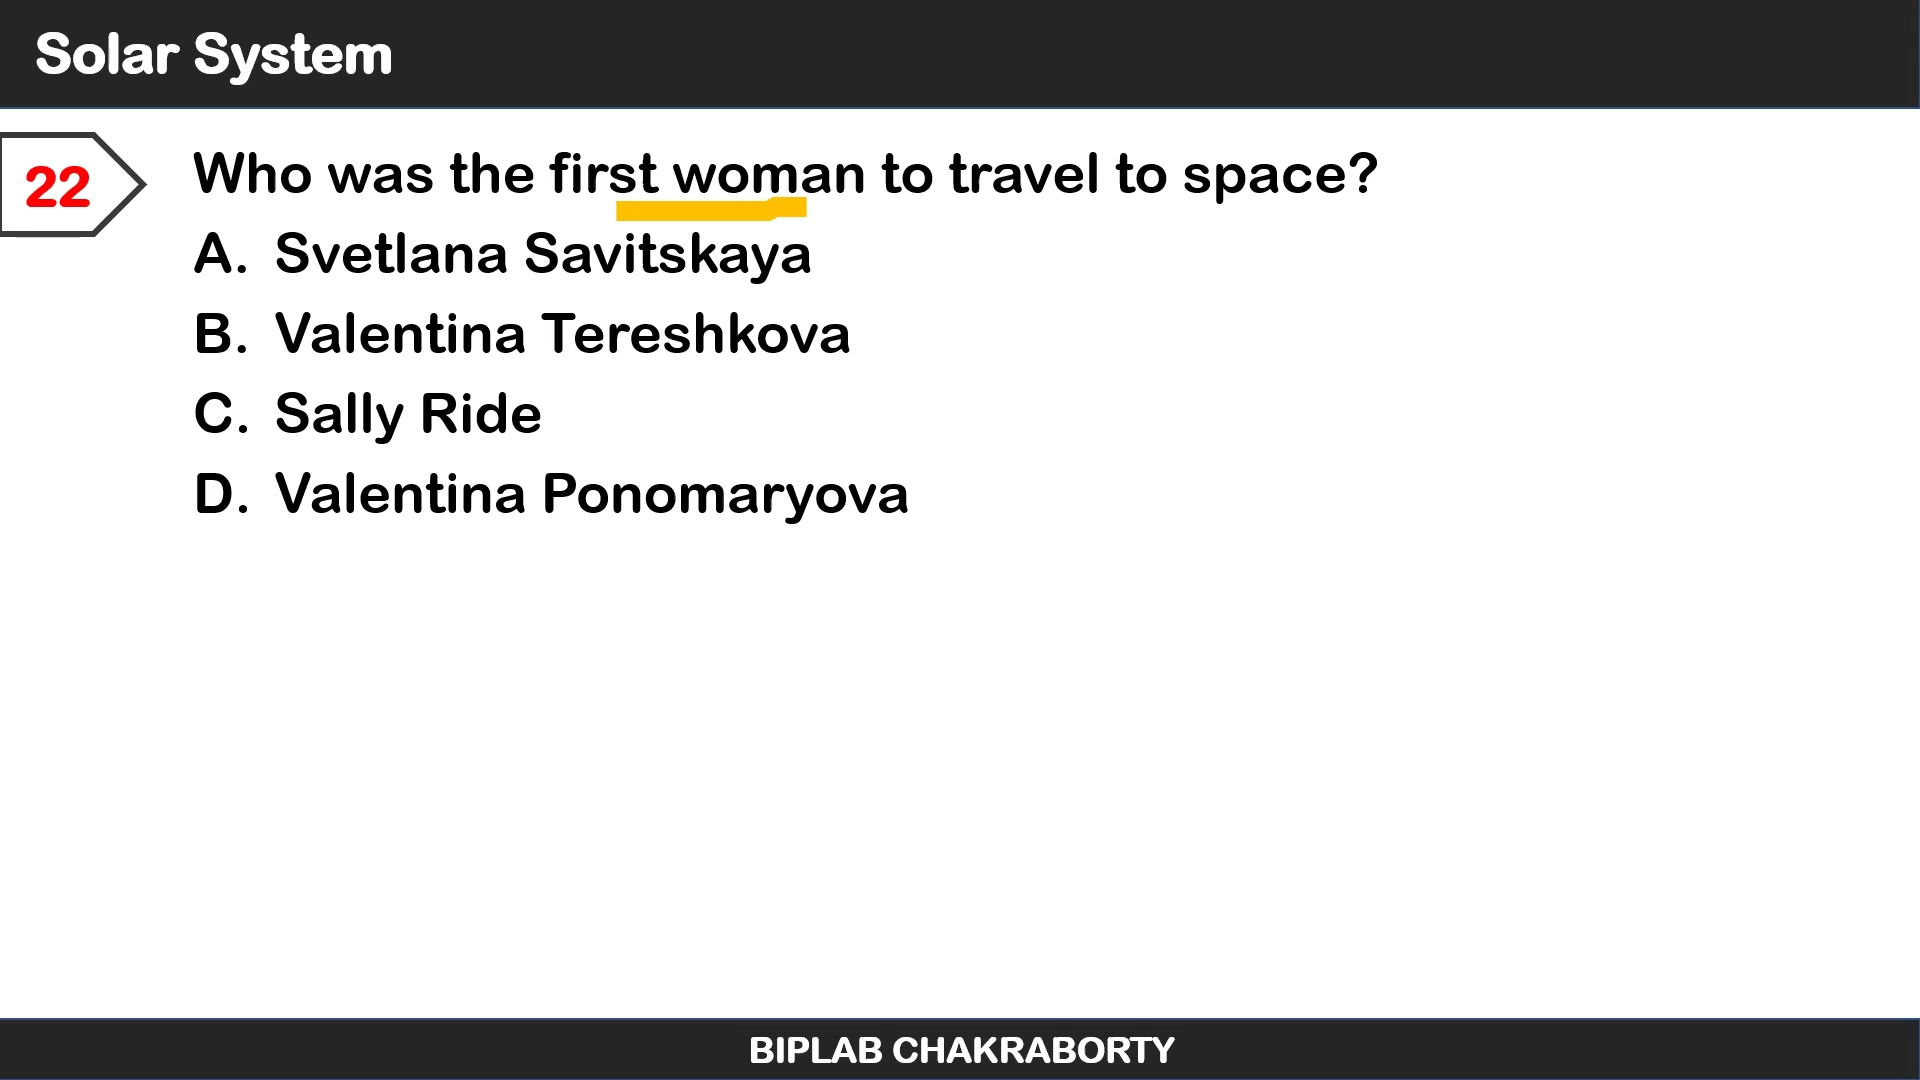 Solar System
22
Who was the first woman to travel to space?
A. Svetlana Savitskaya
B. Valentina Tereshkova
C. Sally Ride
D. Valentina Ponomaryova
BIPLAB CHAKRABORTY